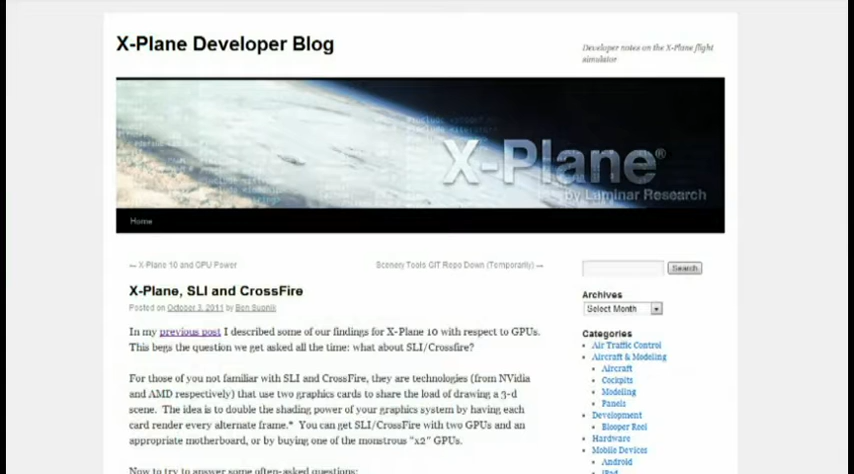 X-Plane Developer Blog
Developer notes on the X-Plane flight
simulator
X-Plane®
by Laminar Research
Home
← X-Plane 10 and GPU Power
Scenery Tools GIT Repo Down (Temporarily) →
Search
X-Plane, SLI and CrossFire
Posted on October 3, 2011 by Ben Supnik
In my previous post I described some of our findings for X-Plane 10 with respect to GPUs.
This begs the question we get asked all the time: what about SLI/Crossfire?
For those of you not familiar with SLI and CrossFire, they are technologies (from NVidia
and AMD respectively) that use two graphics cards to share the load of drawing a 3-d
scene. The idea is to double the shading power of your graphics system by having each
card render every alternate frame.* You can get SLI/CrossFire with two GPUs and an
appropriate motherboard, or by buying one of the monstrous "x2" GPUs.
Now to try to answer some often-asked questions:
Archives
Select Month
Categories
Air Traffic Control
Aircraft & Modeling
Aircraft
Cockpits
Modeling
Panels
Development
Blooper Reel
Hardware
Mobile Devices
Android
iPad